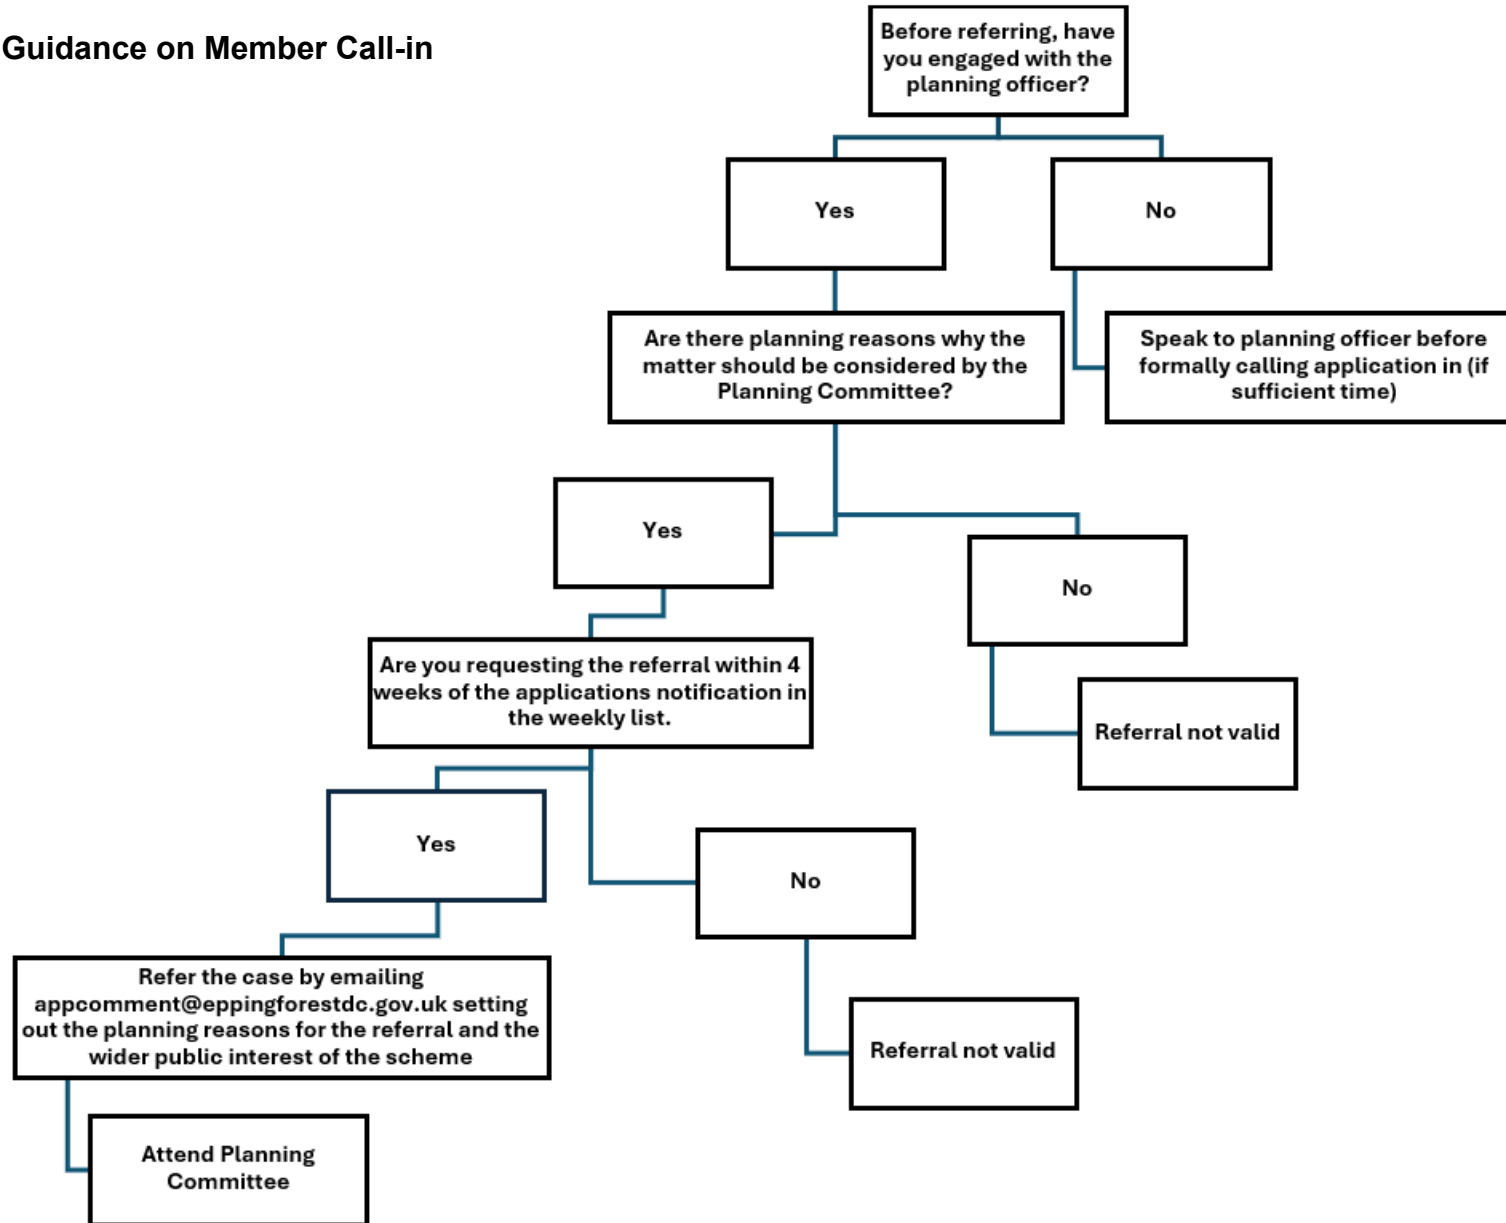 Guidance on Member Call-in
Before referring, have
you engaged with the
planning officer?
Yes
No
Are there planning reasons why the
matter should be considered by the
Planning Committee?
Speak to planning officer before
formally calling application in (if
sufficient time)
Yes
No
Are you requesting the referral within 4
weeks of the applications notification in
the weekly list.
Referral not valid
Yes
No
Refer the case by emailing
appcomment@eppingforestdc.gov.uk setting
out the planning reasons for the referral and the
wider public interest of the scheme
Referral not valid
Attend Planning
Committee